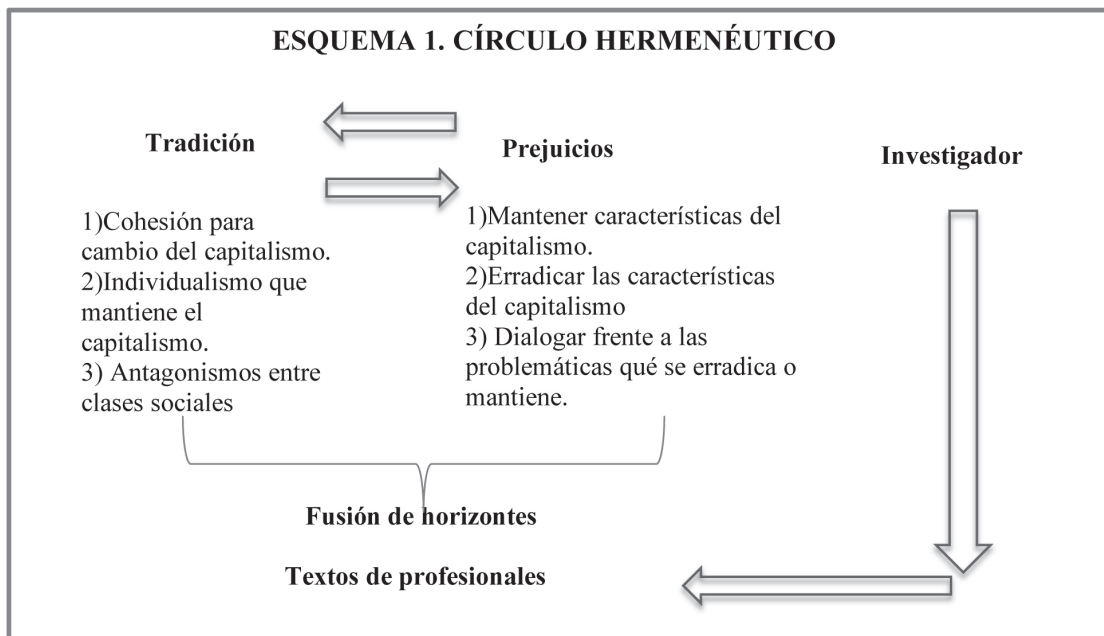 ESQUEMA 1. CÍRCULO HERMENÉUTICO
Tradición
Prejuicios
Investigador
1)Cohesión para
cambio del capitalismo.
2)Individualismo que
mantiene el
capitalismo.
3) Antagonismos entre
clases sociales
1)Mantener característícas del
capitalismo.
2)Erradicar las característícas
del capitalismo
3) Dialogar frente a las
problemáticas qué se erradica o
mantiene.
Fusión de horizontes
Textos de profesionales